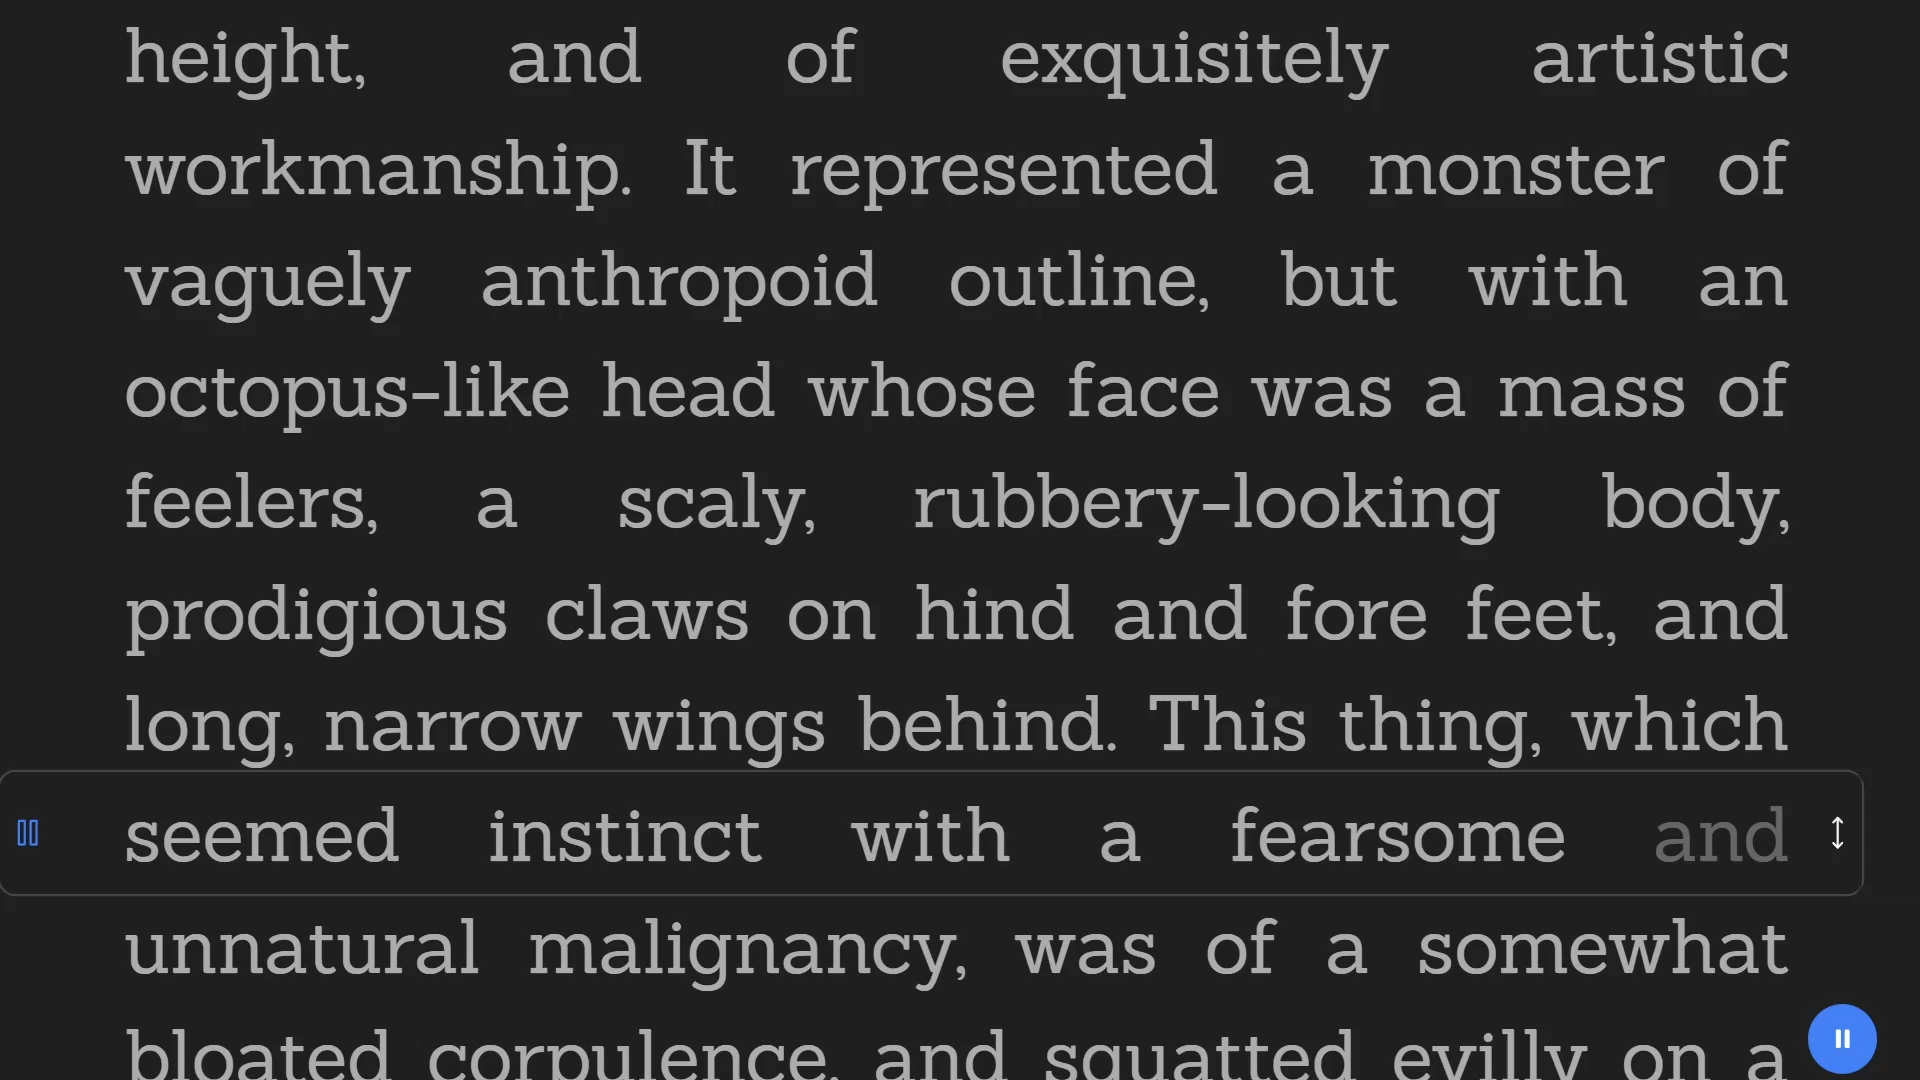 height, and of exquisitely artistic
workmanship. It represented a monster of
vaguely anthropoid outline, but with an
octopus-like head whose face was a mass of
feelers, a scaly, rubbery-looking body,
prodigious claws on hind and fore feet, and
long, narrow wings behind. This thing, which
seemed instinct with a fearsome and
unnatural malignancy, was of a somewhat
bloated corpulence, and squatted evilly on a